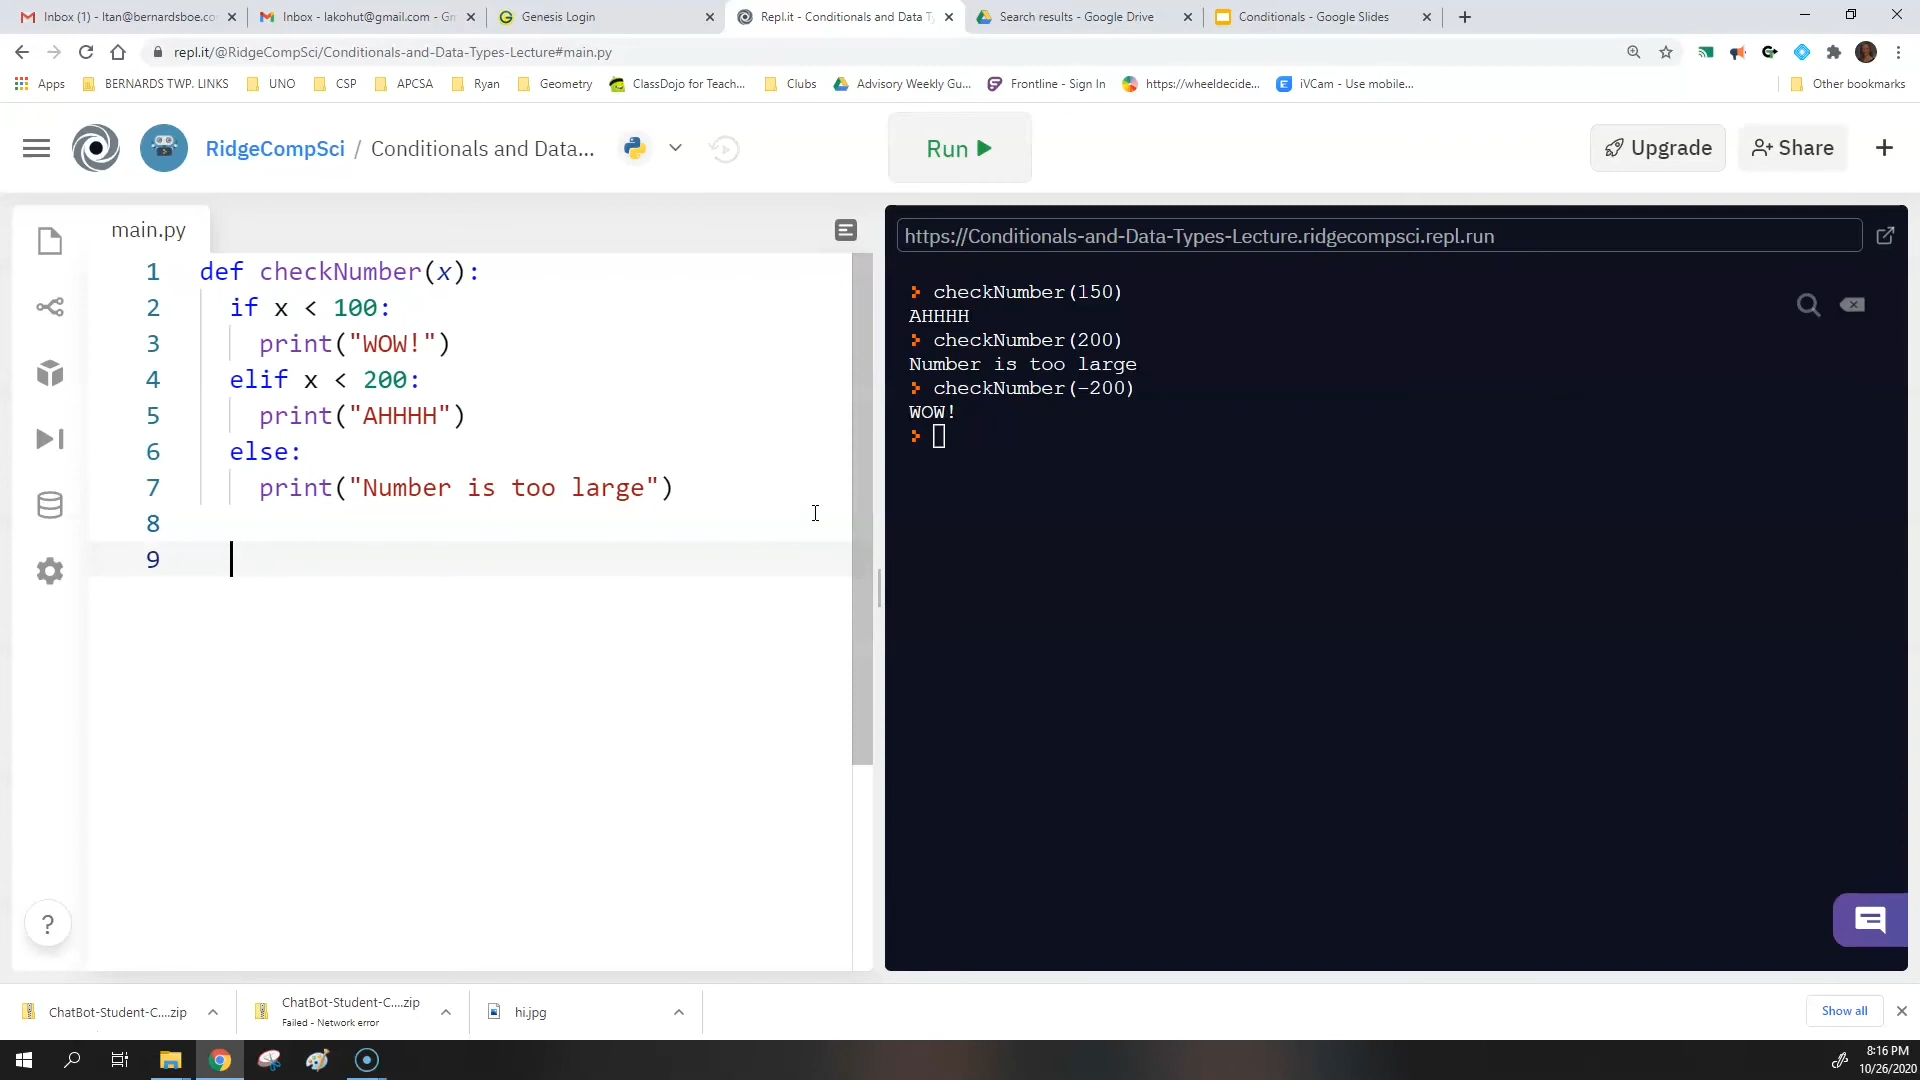 Inbox (1) - ltan@bernardsboe.co
Inbox - lakohut@gmail.com - Gm
Genesis Login
Repl.it - Conditionals and Data T
Search results - Google Drive
Conditionals - Google Slides
repl.it/@RidgeCompSci/Conditionals-and-Data-Types-Lecture#main.py
Apps BERNARDS TWP. LINKS UNO CSP APCSA Ryan Geometry ClassDojo for Teach... Clubs Advisory Weekly Gu... Frontline - Sign In https://wheeldecide... iVCam - Use mobile... Other bookmarks
RidgeCompSci / Conditionals and Data...
Run
Upgrade
Share
main.py
1 def checkNumber(x):
2 if x < 100:
3 print("WOW!")
4 elif x < 200:
5 print("AHHHH")
6 else:
7 print("Number is too large")
8
9
https://Conditionals-and-Data-Types-Lecture.ridgecompsci.repl.run
checkNumber(150)
AHHHH
checkNumber(200)
Number is too large
checkNumber(-200)
WOW!
?
ChatBot-Student-C....zip
ChatBot-Student-C....zip
Failed - Network error
hi.jpg
Show all
8:16 PM
10/26/2020